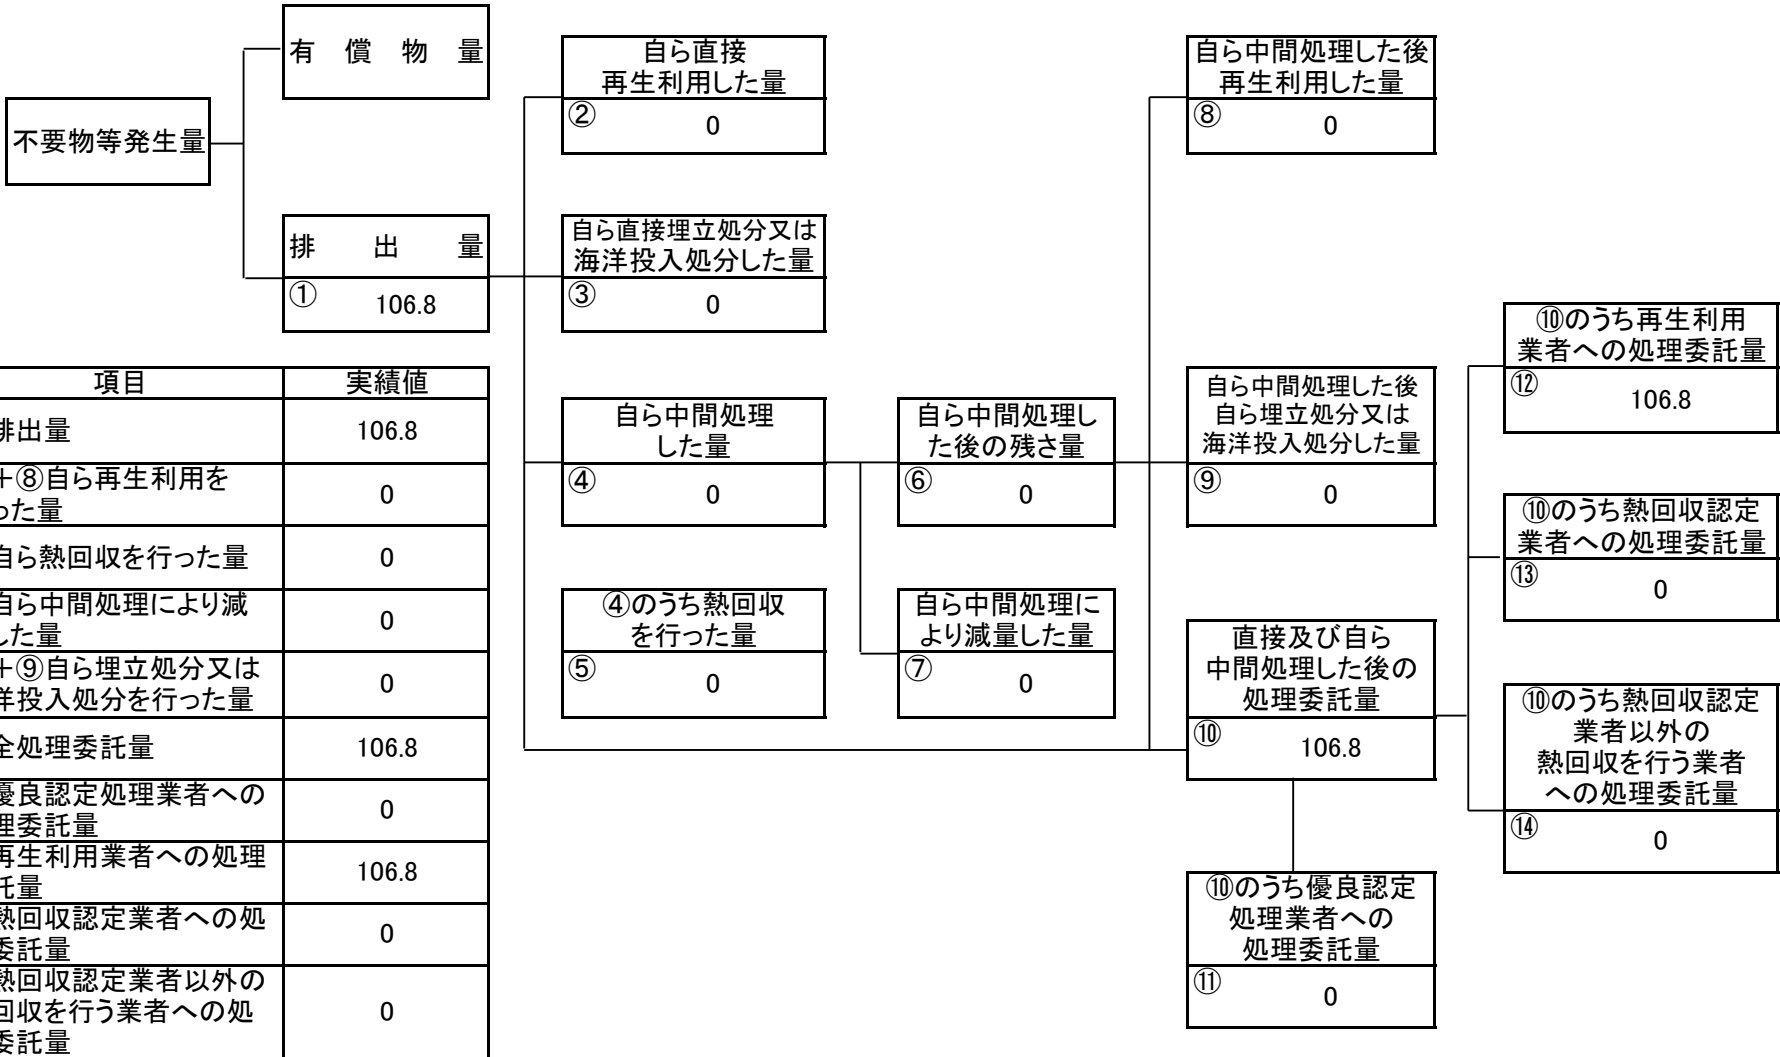 有償物量
不要物等発生量
排出量
① 106.8
自ら直接
再生利用した量
② 0
自ら直接埋立処分又は
海洋投入処分した量
③ 0
自ら中間処理
した量
④ 0
④のうち熱回収
を行った量
⑤ 0
自ら中間処理し
た後の残さ量
⑥ 0
自ら中間処理に
より減量した量
⑦ 0
自ら中間処理した後
再生利用した量
⑧ 0
自ら中間処理した後
自ら埋立処分又は
海洋投入処分した量
⑨ 0
直接及び自ら
中間処理した後の
処理委託量
⑩ 106.8
⑩のうち優良認定
処理業者への
処理委託量
⑪ 0
⑩のうち再生利用
業者への処理委託量
⑫ 106.8
⑩のうち熱回収認定
業者への処理委託量
⑬ 0
⑩のうち熱回収認定
業者以外の
熱回収を行う業者
への処理委託量
⑭ 0
項目 実績値
排出量 106.8
+⑧自ら再生利用を
った量 0
自ら熱回収を行った量 0
自ら中間処理により減
した量 0
+⑨自ら埋立処分又は
洋投入処分を行った量 0
全処理委託量 106.8
優良認定処理業者への
理委託量 0
再生利用業者への処理
託量 106.8
熱回収認定業者への処
委託量 0
熱回収認定業者以外の
回収を行う業者への処
委託量 0